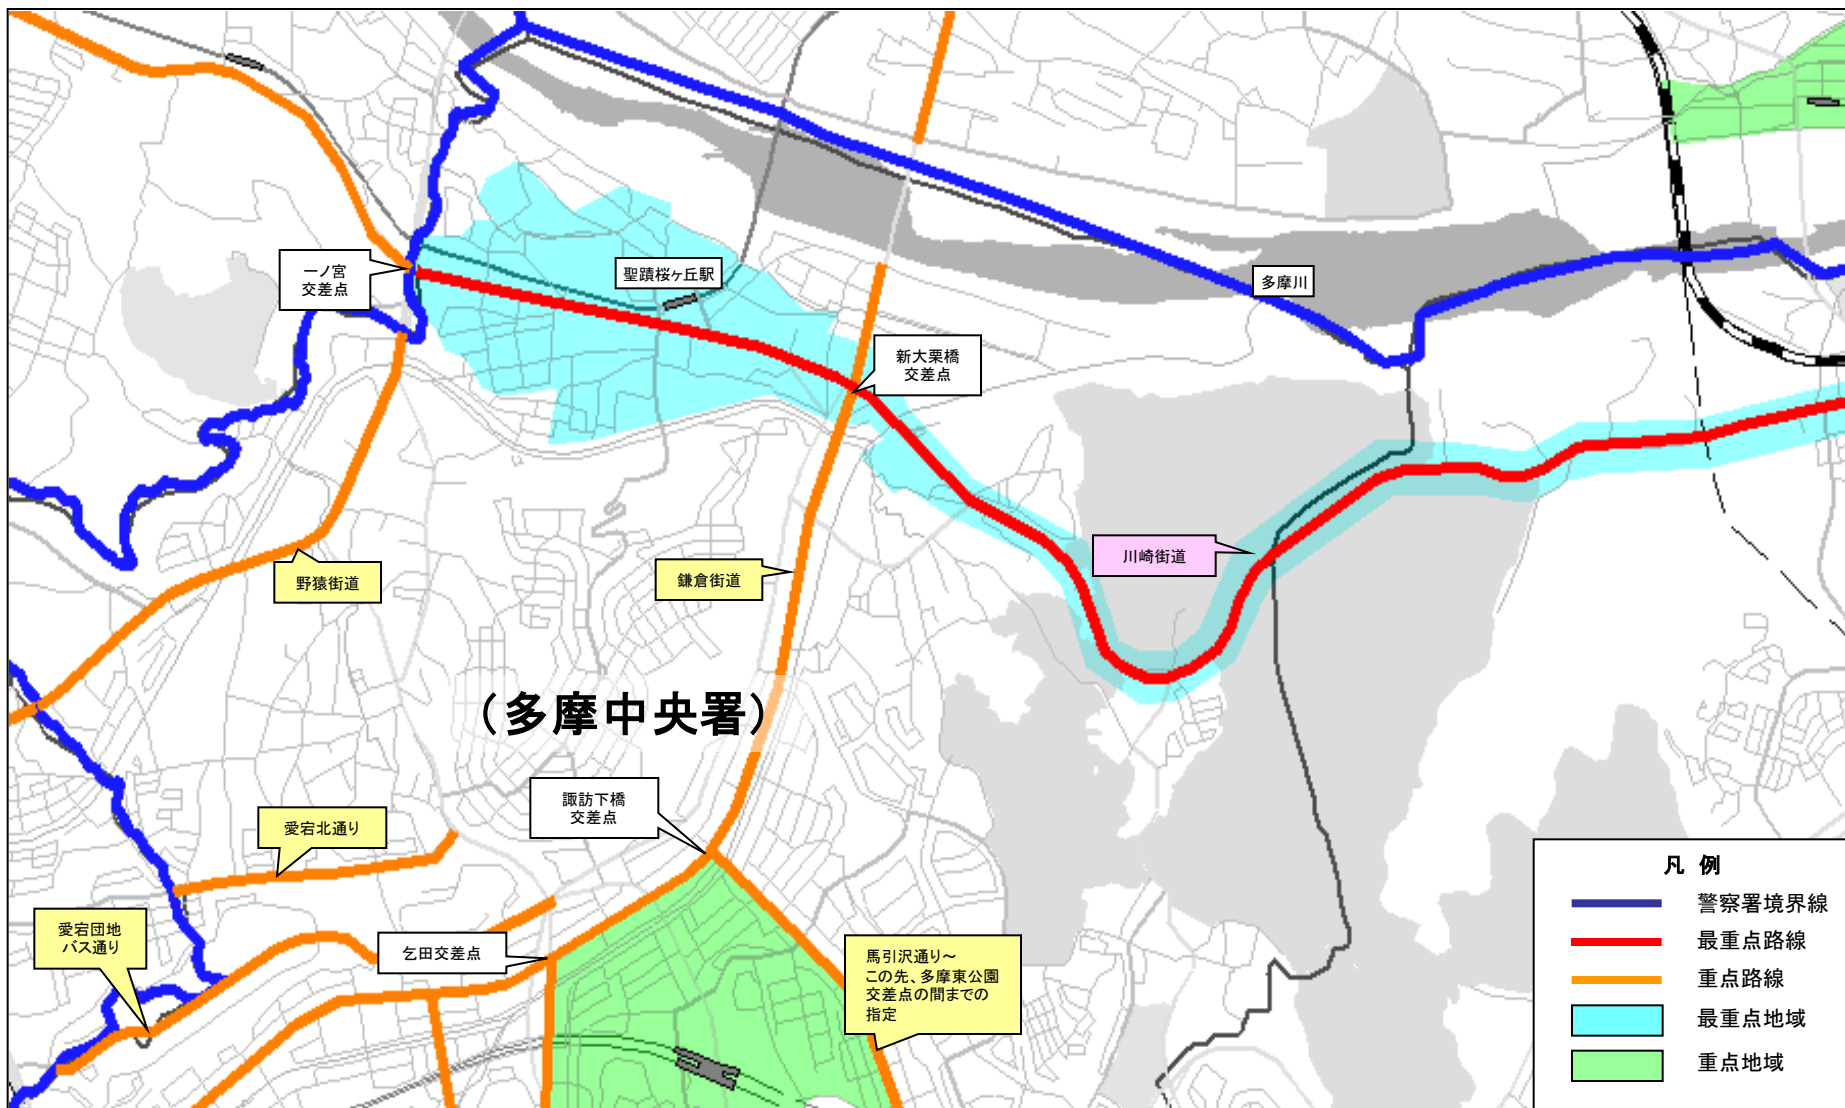 一ノ宮
交差点
聖蹟桜ヶ丘駅
多摩川
新大栗橋
交差点
川崎街道
野猿街道
鎌倉街道
（多摩中央署）
諏訪下橋
交差点
愛宕北通り
愛宕団地
バス通り
乞田交差点
馬引沢通り～
この先、多摩東公園
交差点の間までの
指定
凡 例
警察署境界線
最重点路線
重点路線
最重点地域
重点地域